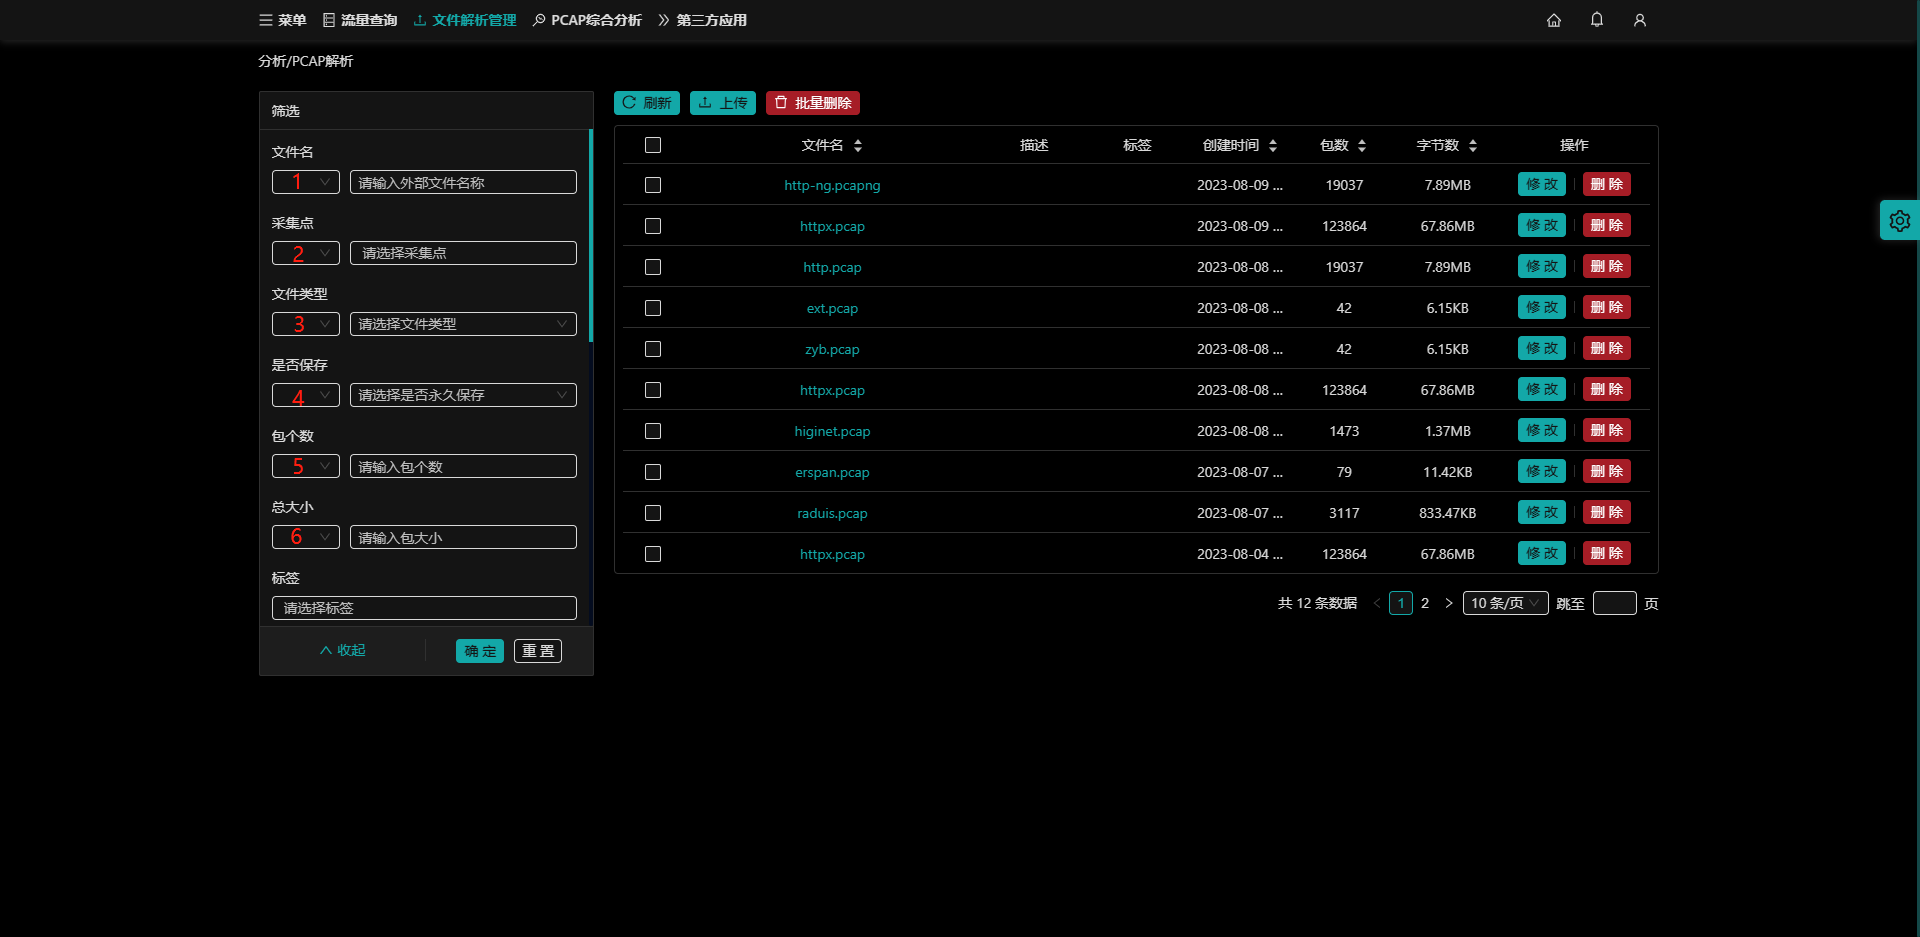 菜单 流量查询 文件解析管理 PCAP综合分析 第三方应用
分析/PCAP解析
筛选
文件名
1 请输入外部文件名称
采集点
2 请选择采集点
文件类型
3 请选择文件类型
是否保存
4 请选择是否永久保存
包个数
5 请输入包个数
总大小
6 请输入包大小
标签
请选择标签
收起 确 定 重 置
刷新 上传 批量删除
文件名 描述 标签 创建时间 包数 字节数 操作
http-ng.pcapng 2023-08-09 ... 19037 7.89MB 修 改 删 除
httpx.pcap 2023-08-09 ... 123864 67.86MB 修 改 删 除
http.pcap 2023-08-08 ... 19037 7.89MB 修 改 删 除
ext.pcap 2023-08-08 ... 42 6.15KB 修 改 删 除
zyb.pcap 2023-08-08 ... 42 6.15KB 修 改 删 除
httpx.pcap 2023-08-08 ... 123864 67.86MB 修 改 删 除
higinet.pcap 2023-08-08 ... 1473 1.37MB 修 改 删 除
erspan.pcap 2023-08-07 ... 79 11.42KB 修 改 删 除
raduis.pcap 2023-08-07 ... 3117 833.47KB 修 改 删 除
httpx.pcap 2023-08-04 ... 123864 67.86MB 修 改 删 除
共 12 条数据 < 1 2 > 10 条/页 跳至 页